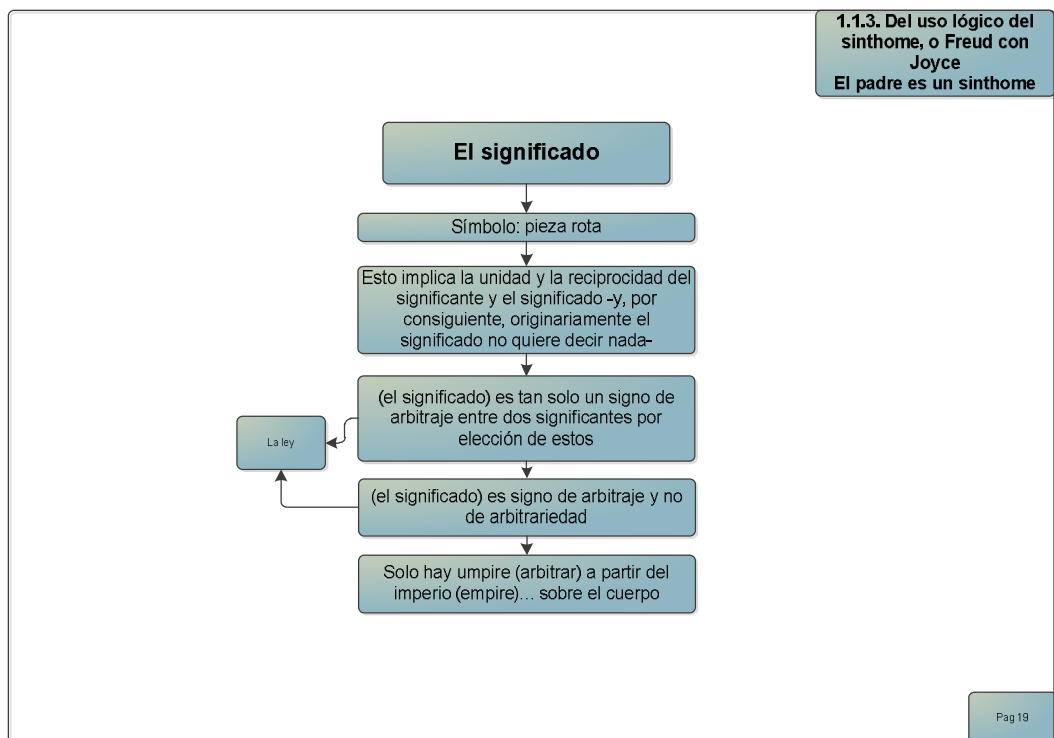 1.1.3. Del uso lógico del
sinthome, o Freud con
Joyce
El padre es un sinthome
El significado
Símbolo: pieza rota
Esto implica la unidad y la reciprocidad del
significante y el significado -y, por
consiguiente, originariamente el
significado no quiere decir nada-
(el significado) es tan solo un signo de
arbitraje entre dos significantes por
elección de estos
La ley
(el significado) es signo de arbitraje y no
de arbitrariedad
Solo hay umpire (arbitrar) a partir del
imperio (empire)... sobre el cuerpo
Pag 19